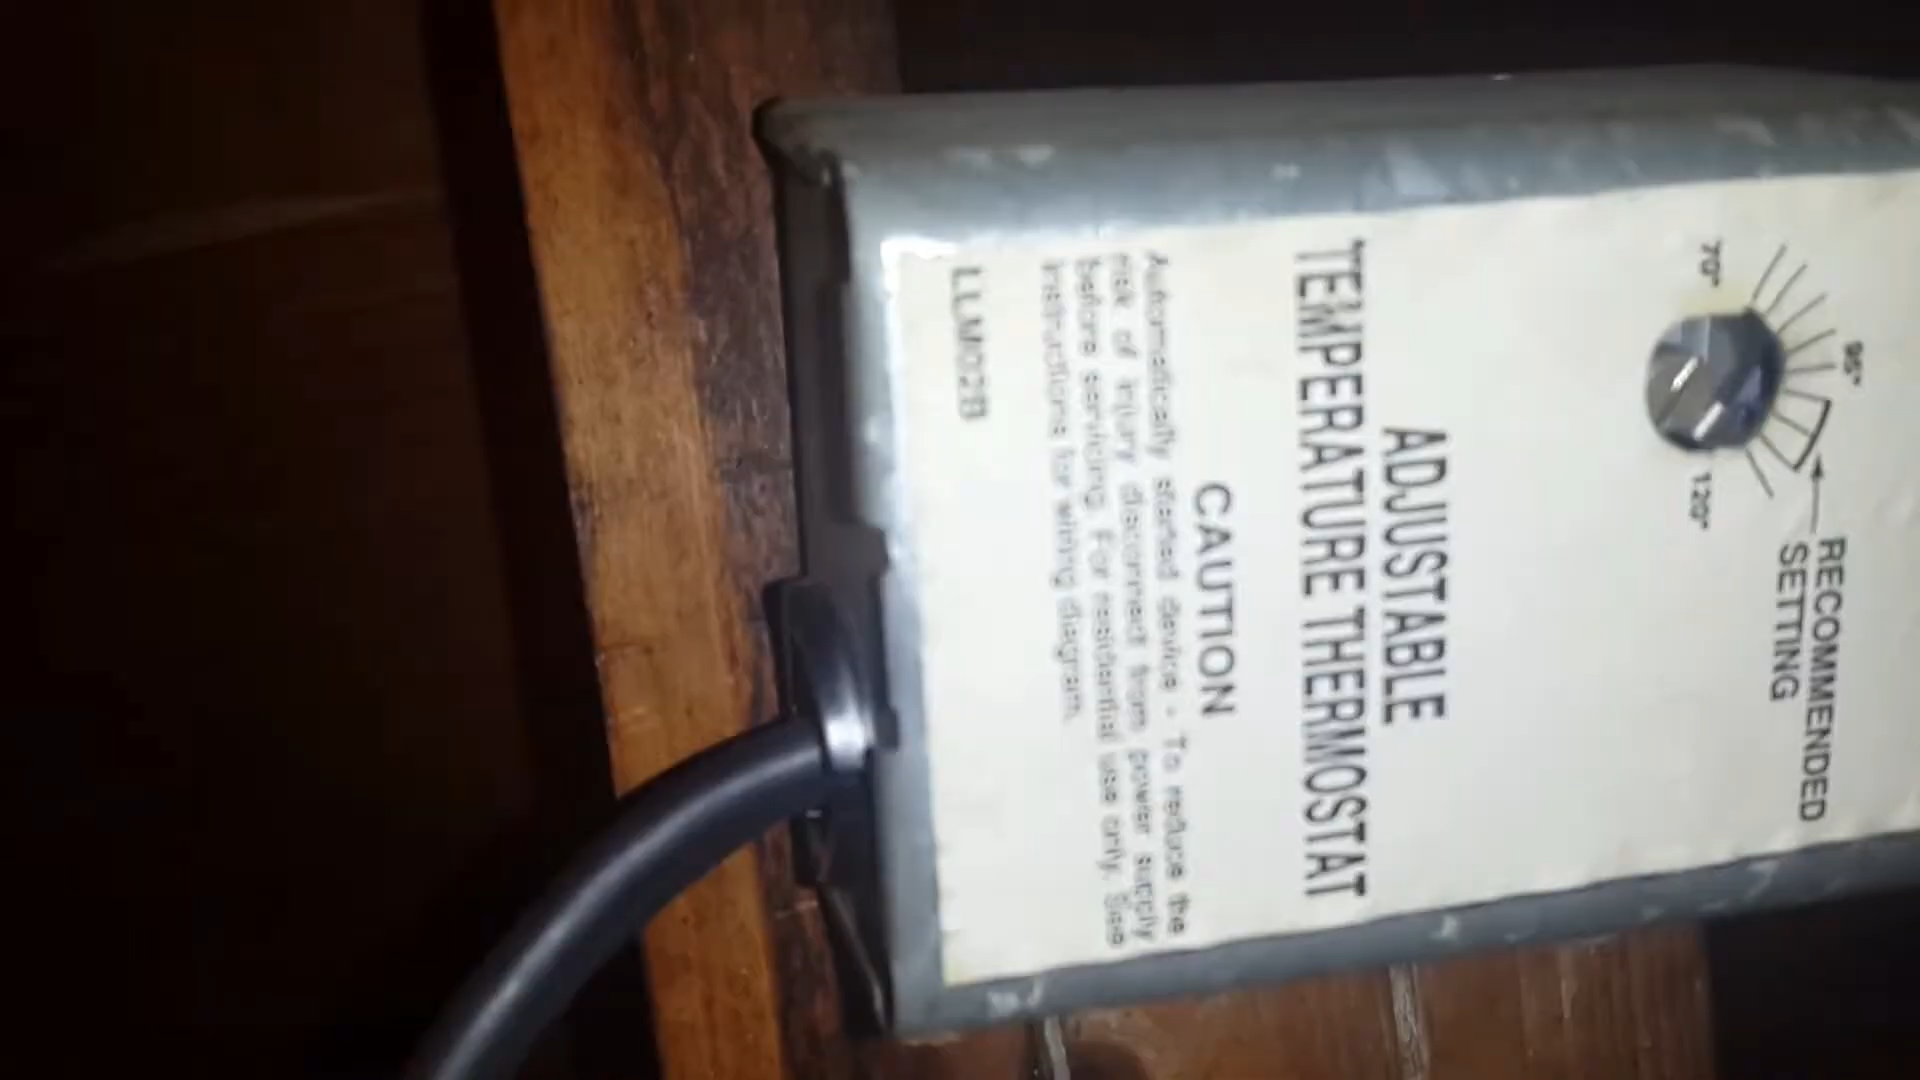 70° 95° 120°
RECOMMENDED
SETTING
ADJUSTABLE
TEMPERATURE THERMOSTAT
CAUTION
Automatically started device - To reduce the
risk of injury disconnect from power supply
before servicing. For residential use only. See
instructions for wiring diagram.
LLM02B